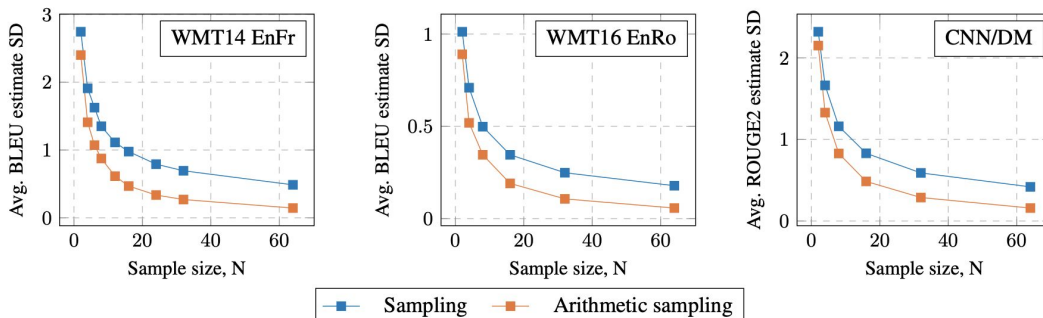 WMT14 EnFr
Avg. BLEU estimate SD
3
2
1
0
0 20 40 60
Sample size, N
WMT16 EnRo
Avg. BLEU estimate SD
1
0.5
0
0 20 40 60
Sample size, N
CNN/DM
Avg. ROUGE2 estimate SD
2
1
0
0 20 40 60
Sample size, N
Sampling Arithmetic sampling